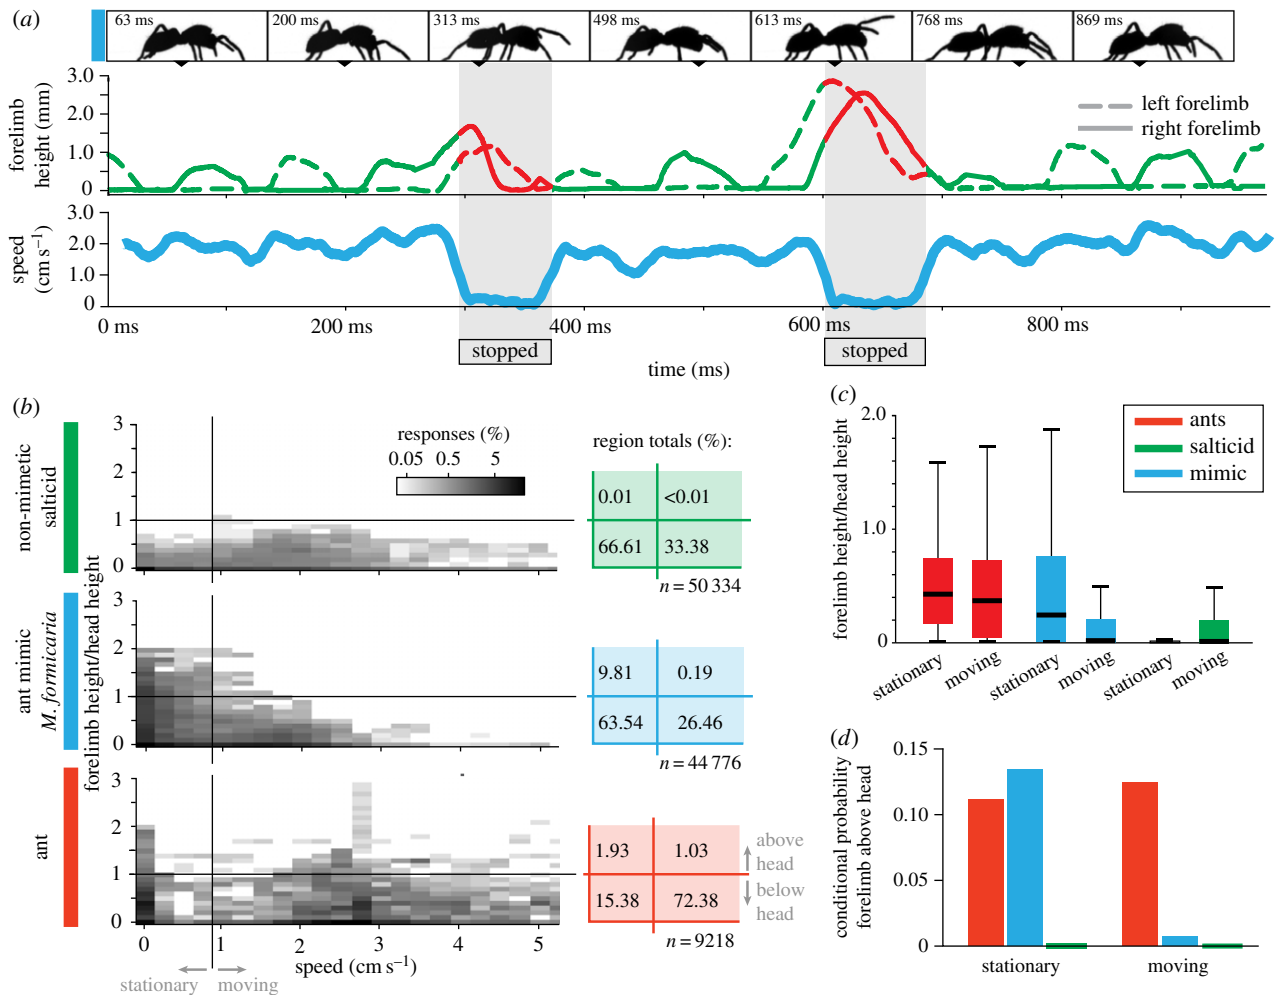 (a)
63 ms
200 ms
313 ms
498 ms
613 ms
768 ms
869 ms
forelimb
height (mm)
3.0
2.0
1.0
0
left forelimb
right forelimb
speed
(cm s⁻¹)
3.0
2.0
1.0
0
0 ms
200 ms
400 ms
600 ms
800 ms
stopped
stopped
time (ms)
(b)
non-mimetic
salticid
ant mimic
M. formicaria
ant
forelimb height/head height
3
2
1
0
3
2
1
0
3
2
1
0
responses (%)
0.05 0.5 5
region totals (%):
0.01 <0.01
66.61 33.38
n = 50 334
9.81 0.19
63.54 26.46
n = 44 776
1.93 1.03
15.38 72.38
n = 9218
above
head
below
head
0 1 2 3 4 5
speed (cm s⁻¹)
stationary moving
(c)
forelimb height/head height
2.0
1.0
0
ants
salticid
mimic
stationary
moving
stationary
moving
stationary
moving
(d)
conditional probability
forelimb above head
0.15
0.10
0.05
0
stationary moving